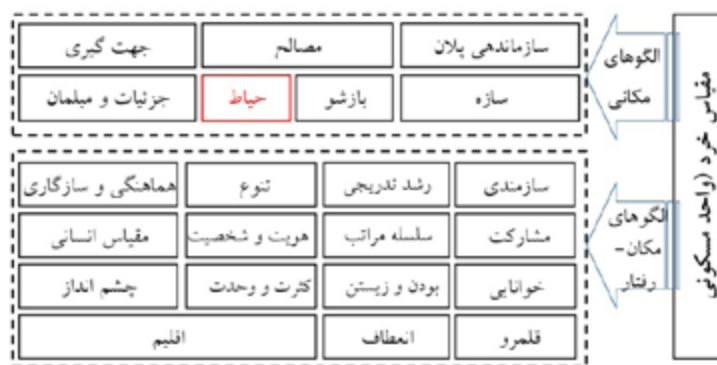 مقیاس خرد (واحد مسکونی
الگوهای
مکانی
سازماندهی پلان
مصالح
جهت گیری
سازه
بازشو
حیاط
جزئیات و مبلمان
الگوهای
مکان-
رفتار
سازمندی
رشد تدریجی
تنوع
هماهنگی و سازگاری
مشارکت
سلسله مراتب
هویت و شخصیت
مقیاس انسانی
خوانایی
بودن و زیستن
کثرت و وحدت
چشم انداز
قلمرو
انعطاف
اقلیم